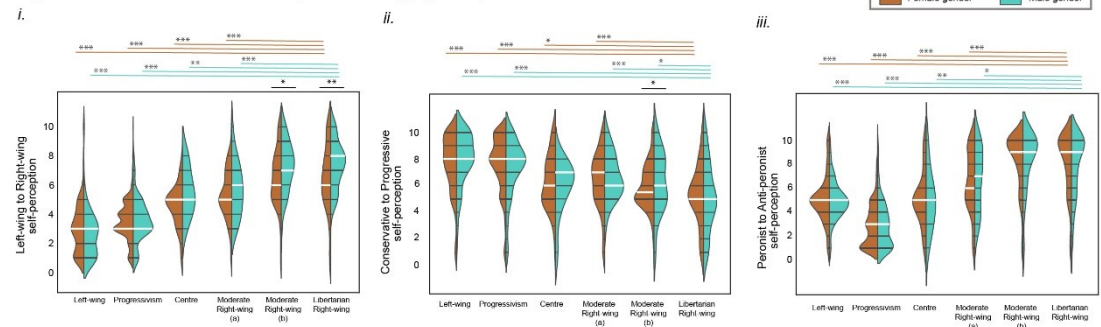 Female gender Male gender
i.
*** *** *** ***
*** *** ** ***
* **
Left-wing to Right-wing
self-perception
10
8
6
4
2
0
Left-wing Progressivism Centre Moderate Right-wing (a) Moderate Right-wing (b) Libertarian Right-wing
ii.
*** *** * ***
*** *** *** *
*
Conservative to Progressive
self-perception
10
8
6
4
2
0
Left-wing Progressivism Centre Moderate Right-wing (a) Moderate Right-wing (b) Libertarian Right-wing
iii.
*** *** *** ***
*** *** ** *
Peronist to Anti-peronist
self-perception
10
8
6
4
2
0
Left-wing Progressivism Centre Moderate Right-wing (a) Moderate Right-wing (b) Libertarian Right-wing